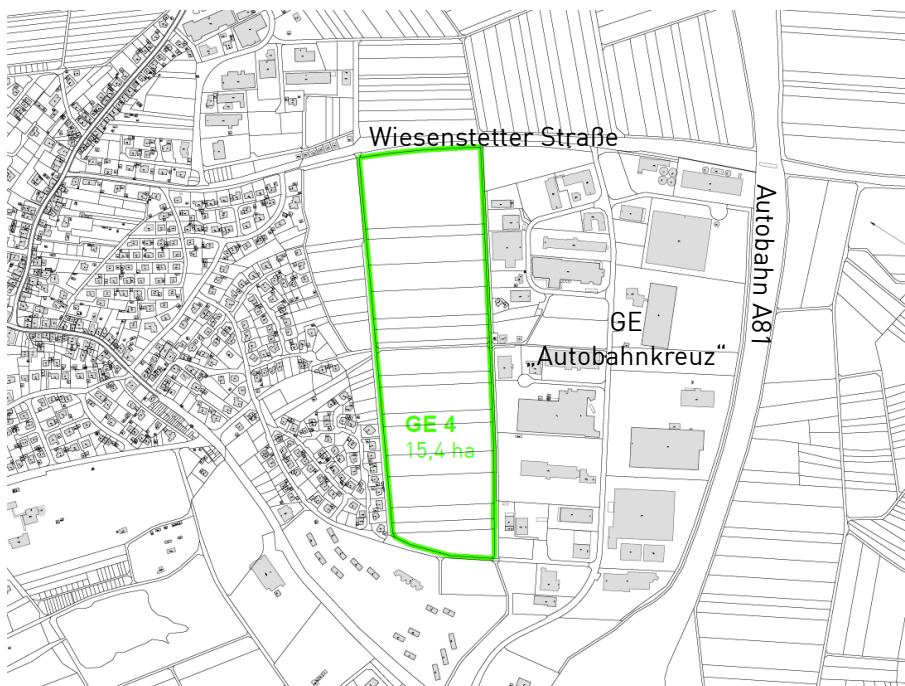 Wiesenstetter Straße
Autobahn A81
GE
„Autobahnkreuz“
GE 4
15,4 ha